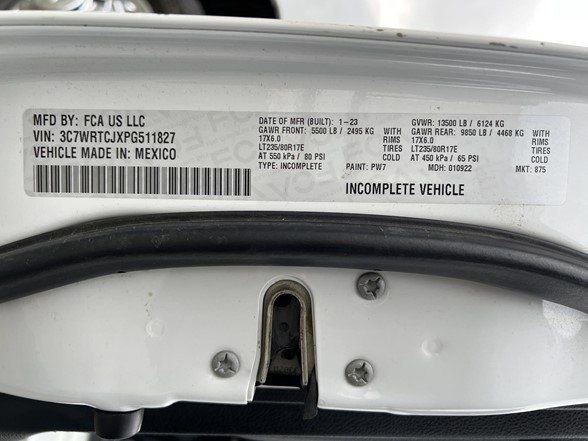 MFD BY: FCA US LLC
VIN: 3C7WRTCJXPG511827
VEHICLE MADE IN: MEXICO
DATE OF MFR (BUILT): 1-23
GVWR: 13500 LB / 6124 KG
GAWR FRONT: 5500 LB / 2495 KG WITH
GAWR REAR: 9850 LB / 4468 KG WITH
17X6.0 RIMS
17X6.0 RIMS
LT235/80R17E TIRES
LT235/80R17E TIRES
AT 550 kPa / 80 PSI
AT 450 kPa / 65 PSI
TYPE: INCOMPLETE
PAINT: PW7
MDH: 010922
MKT: 875
INCOMPLETE VEHICLE